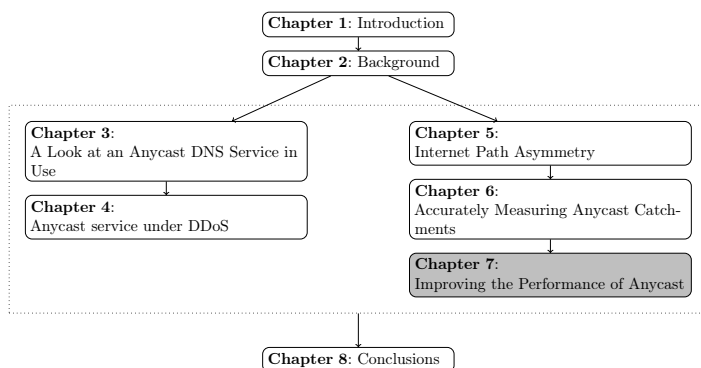 Chapter 1: Introduction
Chapter 2: Background
Chapter 3:
A Look at an Anycast DNS Service in
Use
Chapter 4:
Anycast service under DDoS
Chapter 5:
Internet Path Asymmetry
Chapter 6:
Accurately Measuring Anycast Catch-
ments
Chapter 7:
Improving the Performance of Anycast
Chapter 8: Conclusions